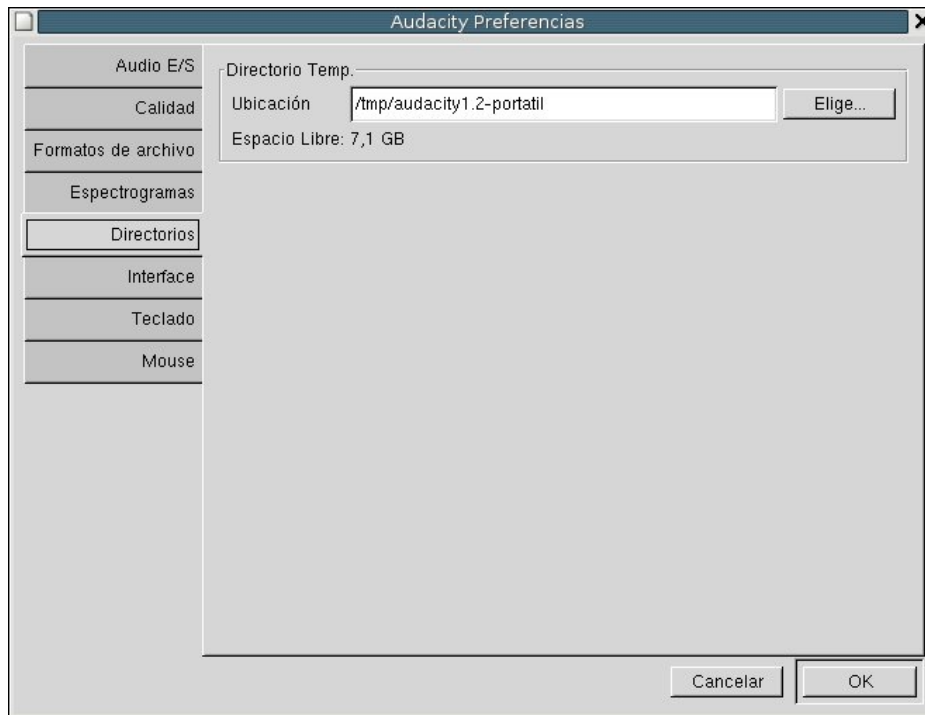 Audacity Preferencias
Audio E/S
Calidad
Formatos de archivo
Espectrogramas
Directorios
Interface
Teclado
Mouse
Directorio Temp.
Ubicación /tmp/audacity1.2-portatil Elige...
Espacio Libre: 7,1 GB
Cancelar OK